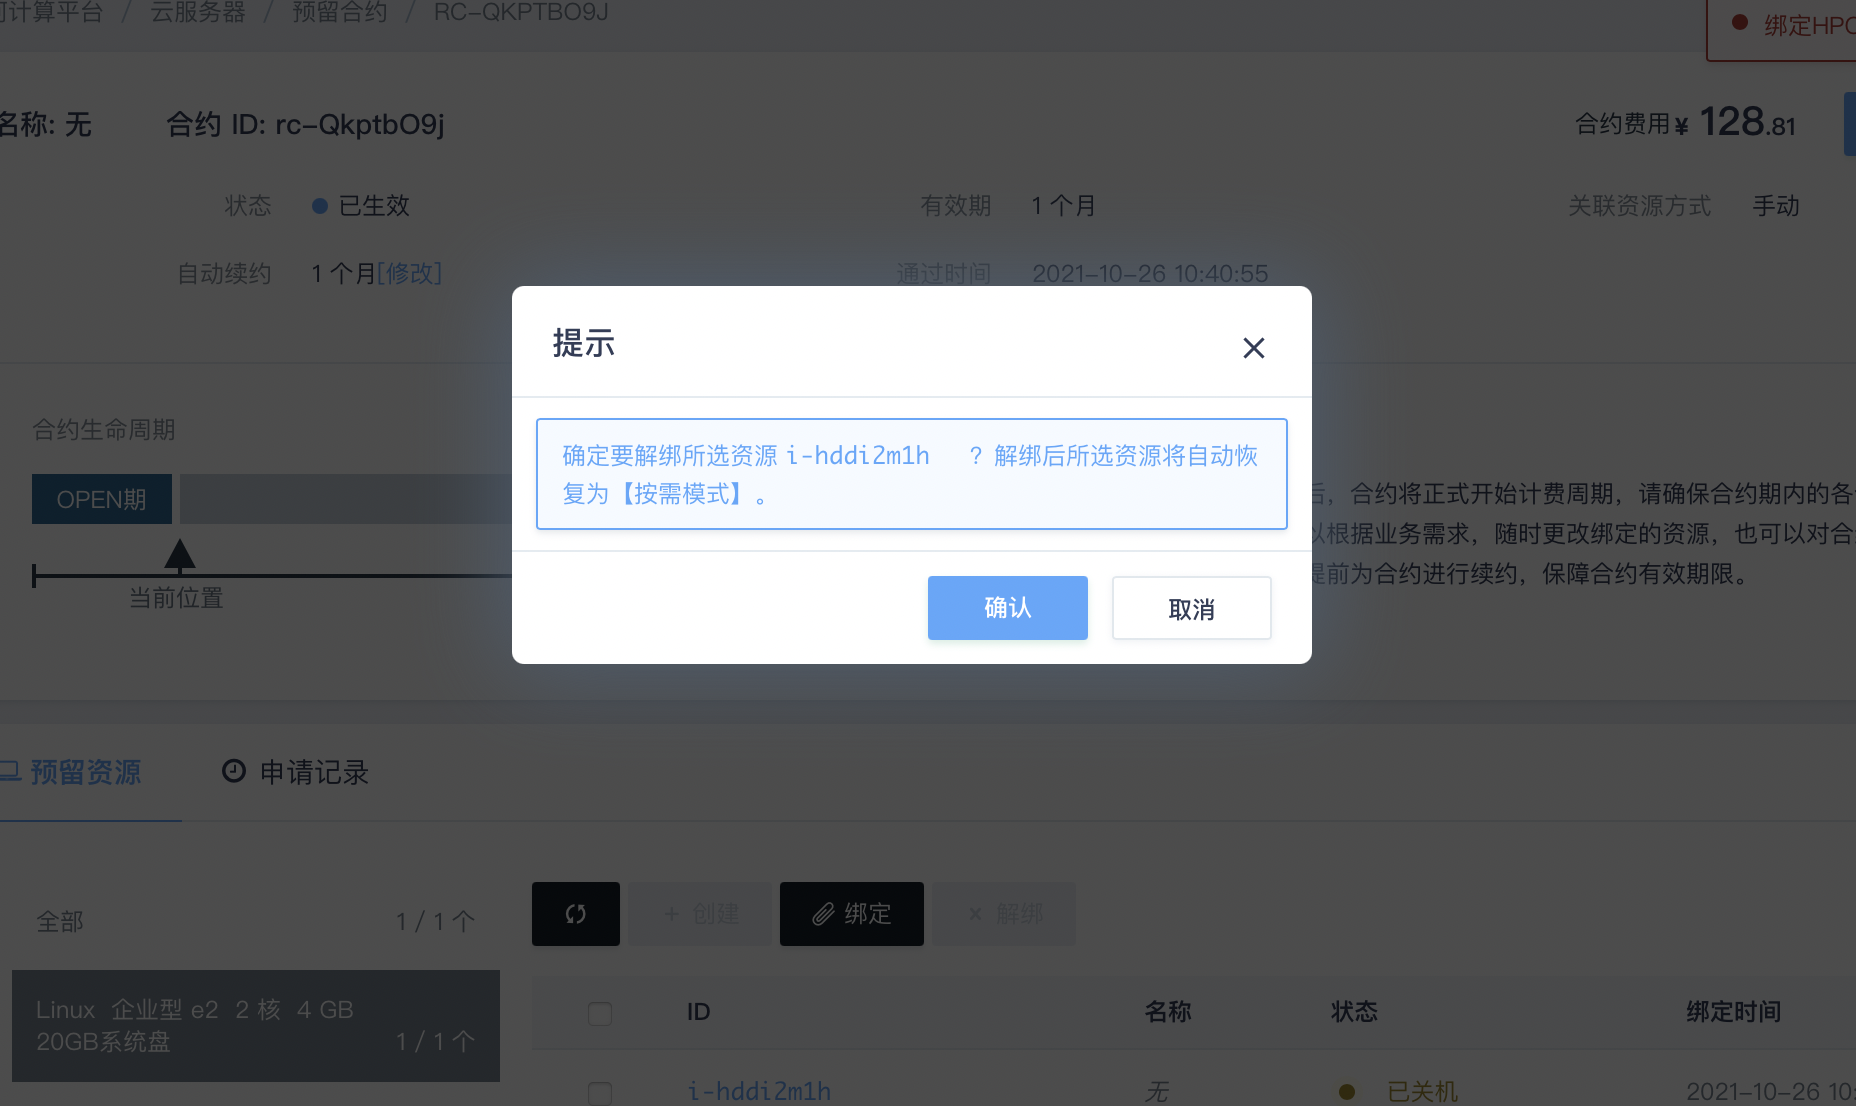 计算平台 / 云服务器 / 预留合约 / RC-QKPTBO9J
绑定HPC
名称: 无 合约 ID: rc-QkptbO9j 合约费用 ¥ 128.81
状态 已生效 有效期 1 个月 关联资源方式 手动
自动续约 1 个月[修改] 通过时间 2021-10-26 10:40:55
提示
合约生命周期
确定要解绑所选资源 i-hddi2m1h ？解绑后所选资源将自动恢
复为【按需模式】。
OPEN期
后，合约将正式开始计费周期，请确保合约期内的各
以根据业务需求，随时更改绑定的资源，也可以对合
提前为合约进行续约，保障合约有效期限。
当前位置
确认 取消
预留资源 申请记录
全部 1 / 1 个
+ 创建 绑定 × 解绑
Linux 企业型 e2 2 核 4 GB
20GB系统盘 1 / 1 个
ID 名称 状态 绑定时间
i-hddi2m1h 无 已关机 2021-10-26 10: